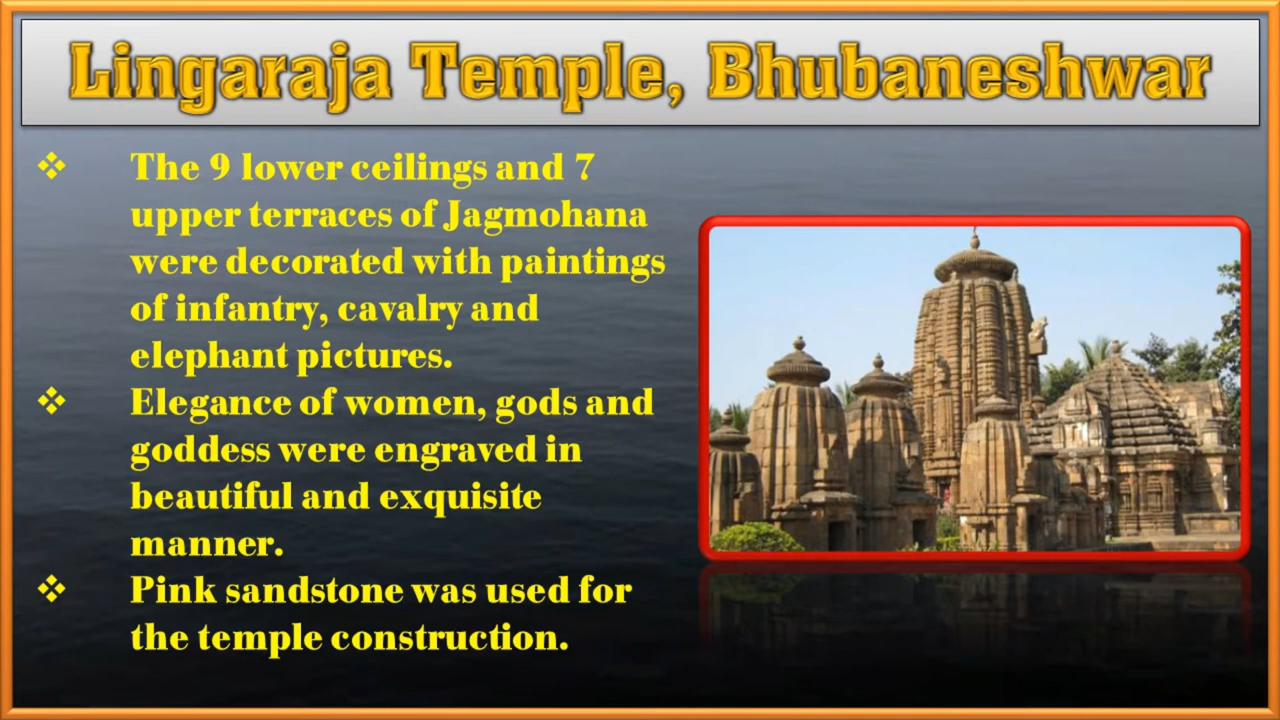 Lingaraja Temple, Bhubaneshwar
❖ The 9 lower ceilings and 7
upper terraces of Jagmohana
were decorated with paintings
of infantry, cavalry and
elephant pictures.
❖ Elegance of women, gods and
goddess were engraved in
beautiful and exquisite
manner.
❖ Pink sandstone was used for
the temple construction.